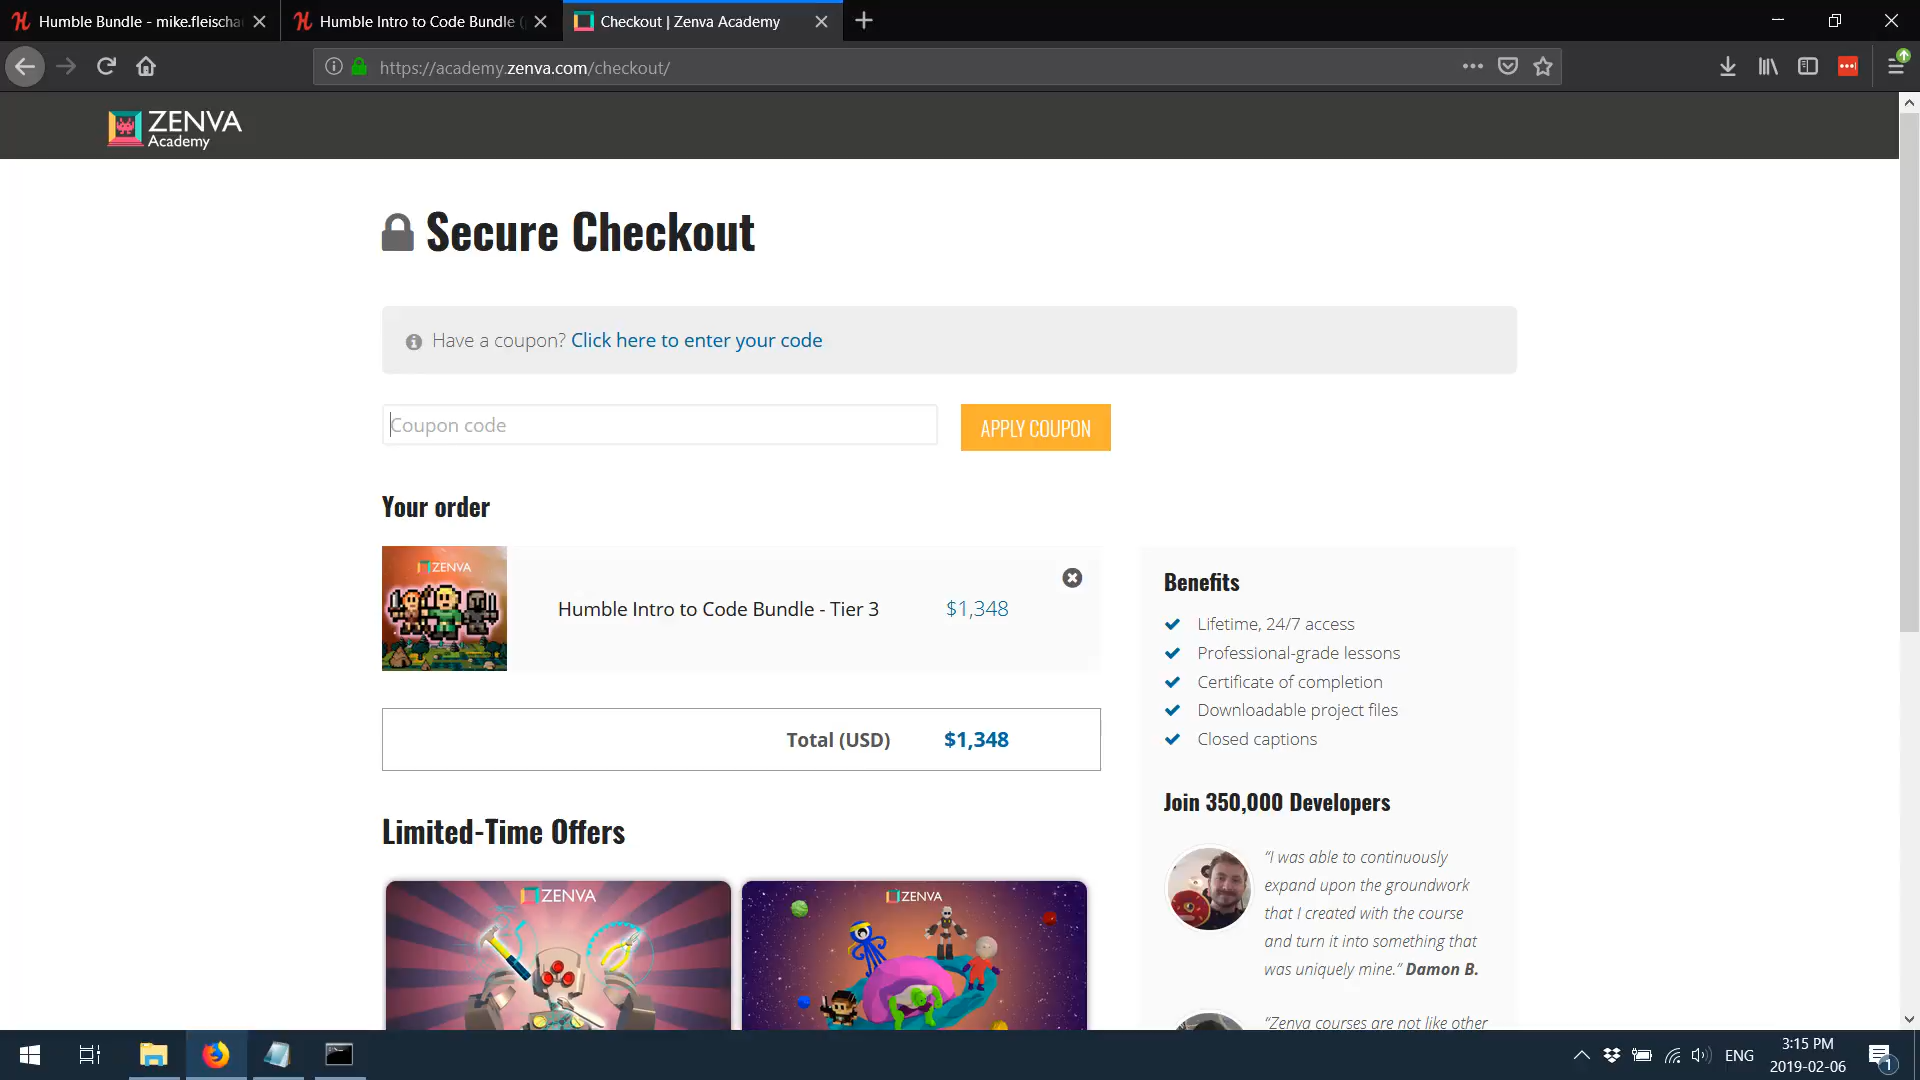 Humble Bundle - mike.fleischa
Humble Intro to Code Bundle (
Checkout | Zenva Academy
https://academy.zenva.com/checkout/
ZENVA
Academy
Secure Checkout
Have a coupon? Click here to enter your code
Coupon code
APPLY COUPON
Your order
ZENVA
Humble Intro to Code Bundle - Tier 3
$1,348
Total (USD)
$1,348
Benefits
Lifetime, 24/7 access
Professional-grade lessons
Certificate of completion
Downloadable project files
Closed captions
Join 350,000 Developers
“I was able to continuously
expand upon the groundwork
that I created with the course
and turn it into something that
was uniquely mine.” Damon B.
“Zenva courses are not like other
Limited-Time Offers
ZENVA
ZENVA
ENG
3:15 PM
2019-02-06
1